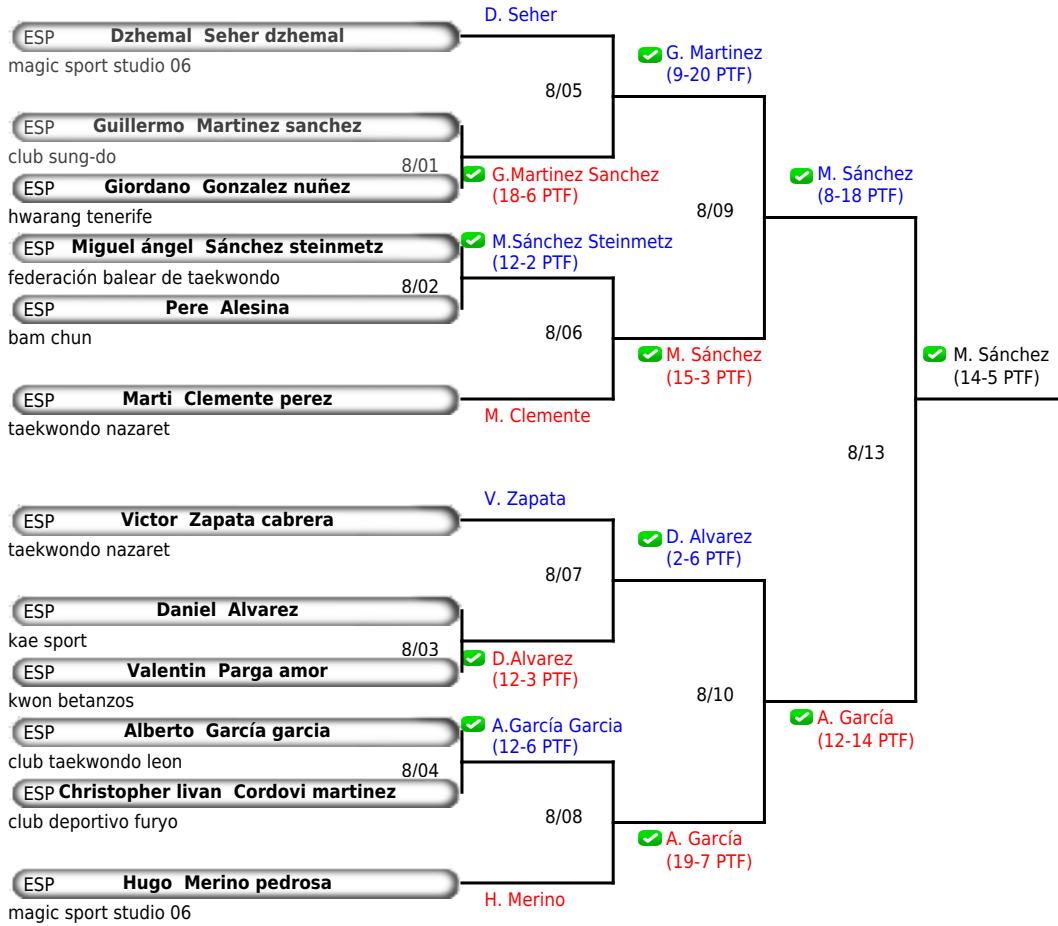 D. Seher
ESP Dzhemal Seher dzhemal
magic sport studio 06
G. Martinez
(9-20 PTF)
8/05
ESP Guillermo Martinez sanchez
club sung-do
8/01
G.Martinez Sanchez
(18-6 PTF)
M. Sánchez
(8-18 PTF)
ESP Giordano Gonzalez nuñez
hwarang tenerife
8/09
ESP Miguel ángel Sánchez steinmetz
M.Sánchez Steinmetz
(12-2 PTF)
federación balear de taekwondo
8/02
ESP Pere Alesina
bam chun
8/06
M. Sánchez
(15-3 PTF)
M. Sánchez
(14-5 PTF)
ESP Marti Clemente perez
M. Clemente
taekwondo nazaret
8/13
V. Zapata
ESP Victor Zapata cabrera
taekwondo nazaret
D. Alvarez
(2-6 PTF)
8/07
ESP Daniel Alvarez
kae sport
8/03
D.Alvarez
(12-3 PTF)
ESP Valentin Parga amor
kwon betanzos
8/10
A. García
(12-14 PTF)
ESP Alberto García garcia
A.García Garcia
(12-6 PTF)
club taekwondo leon
8/04
ESP Christopher livan Cordovi martinez
club deportivo furyo
8/08
A. García
(19-7 PTF)
ESP Hugo Merino pedrosa
H. Merino
magic sport studio 06